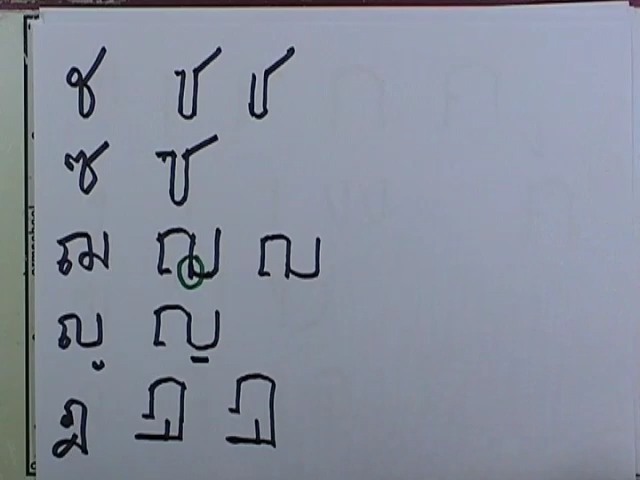 ช ช ช
ซ ซ
ฌ ฌ ฌ
ญ ญ
ฎ ฎ ฎ